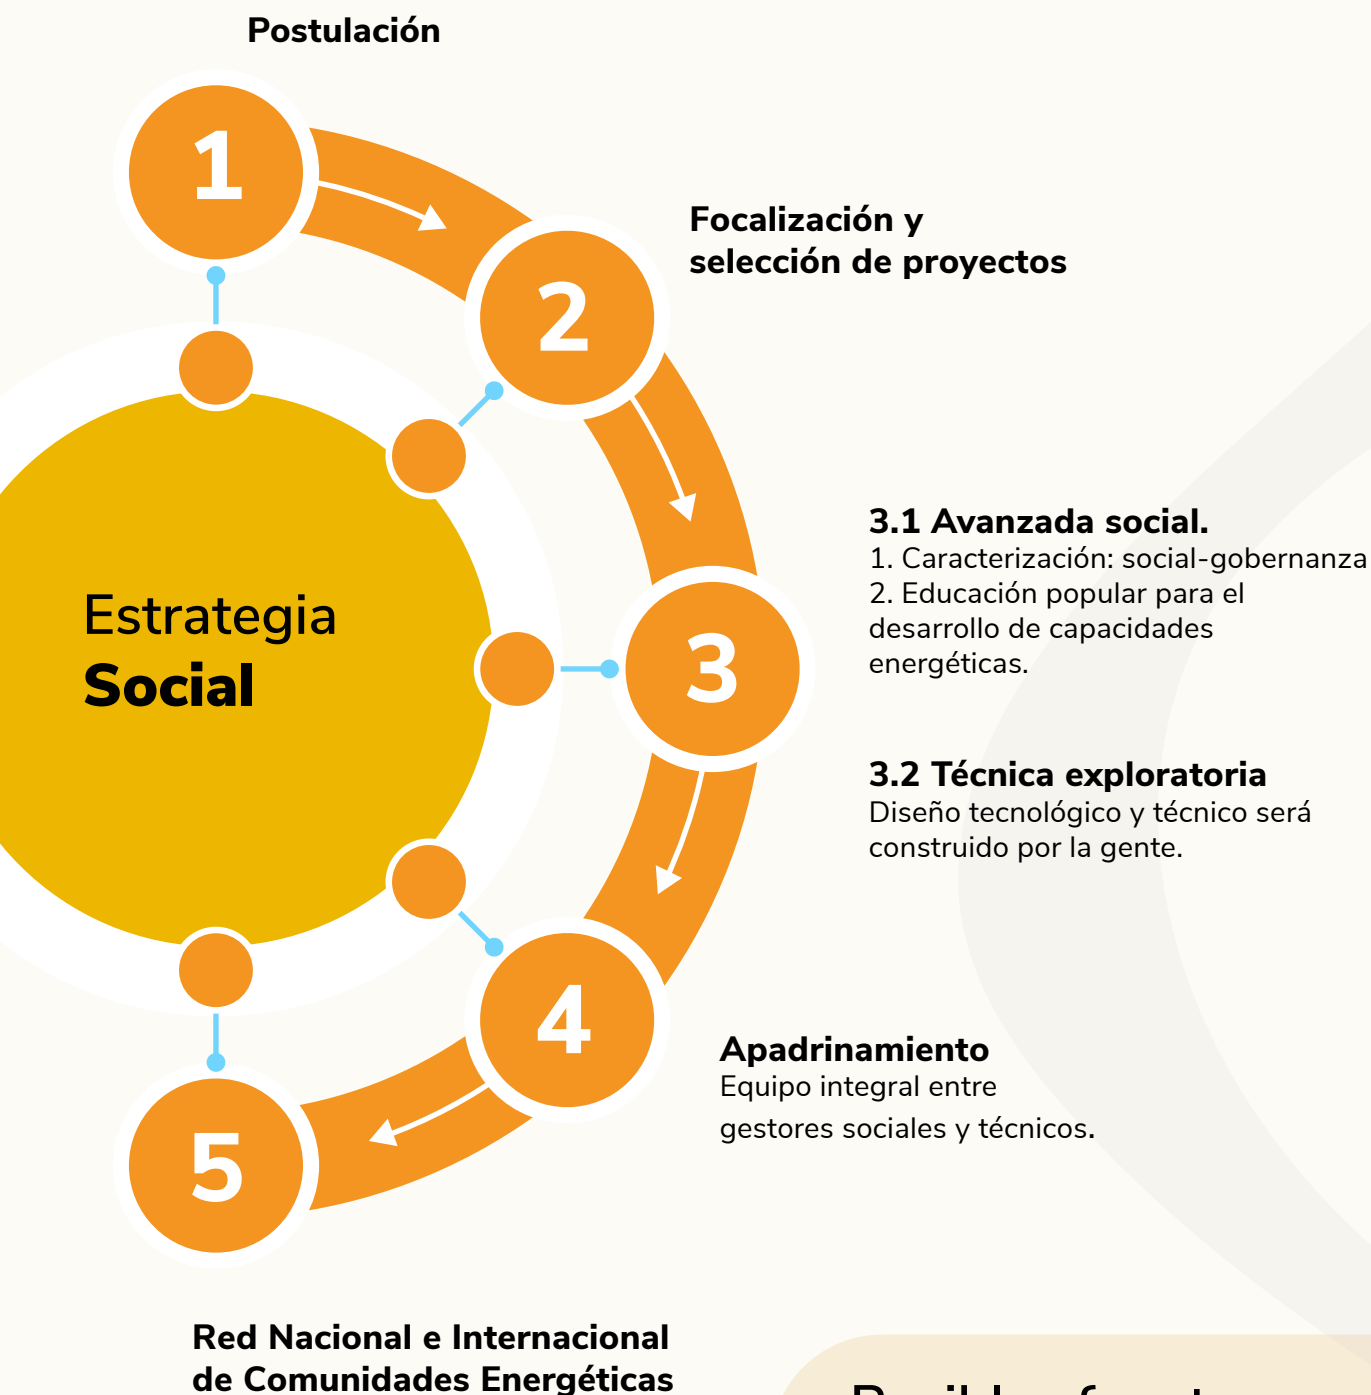 Postulación
1
Focalización y
selección de proyectos
2
3.1 Avanzada social.
1. Caracterización: social-gobernanza
2. Educación popular para el
desarrollo de capacidades
energéticas.
Estrategia
Social
3
3.2 Técnica exploratoria
Diseño tecnológico y técnico será
construido por la gente.
4
Apadrinamiento
Equipo integral entre
gestores sociales y técnicos.
5
Red Nacional e Internacional
de Comunidades Energéticas